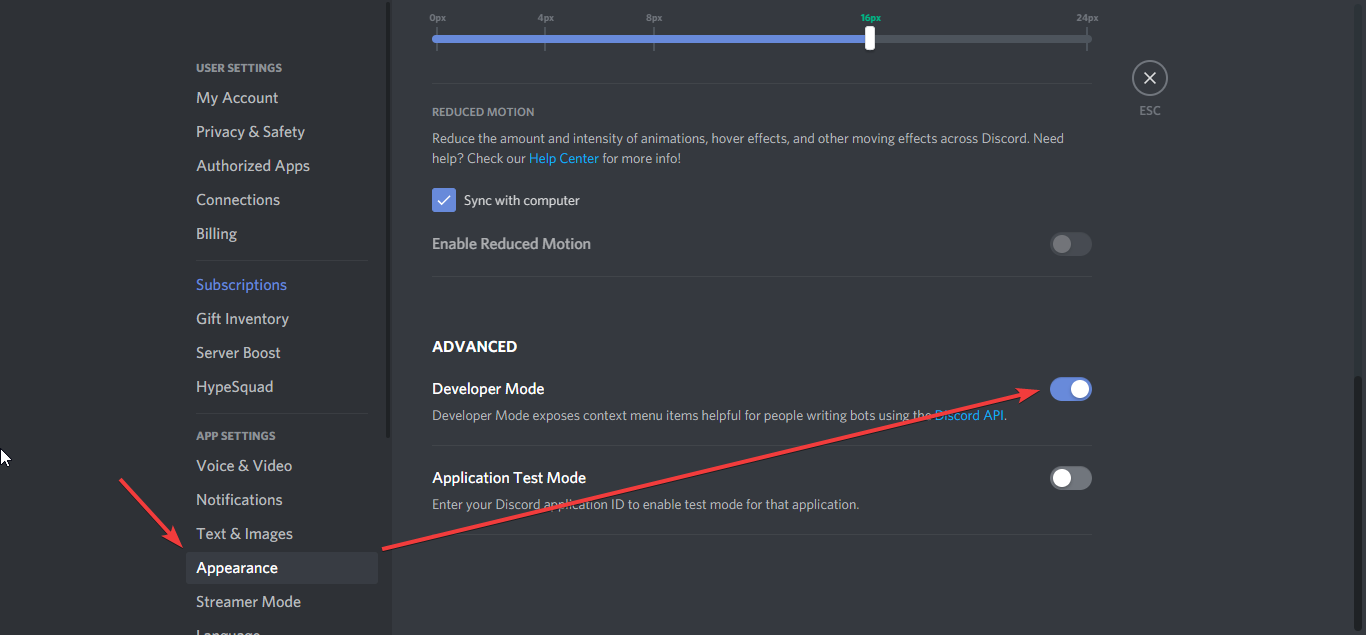 USER SETTINGS
My Account
Privacy & Safety
Authorized Apps
Connections
Billing
Subscriptions
Gift Inventory
Server Boost
HypeSquad
APP SETTINGS
Voice & Video
Notifications
Text & Images
Appearance
Streamer Mode
Language
0px 4px 8px 16px 24px
REDUCED MOTION
Reduce the amount and intensity of animations, hover effects, and other moving effects across Discord. Need
help? Check our Help Center for more info!
Sync with computer
Enable Reduced Motion
ADVANCED
Developer Mode
Developer Mode exposes context menu items helpful for people writing bots using the Discord API.
Application Test Mode
Enter your Discord application ID to enable test mode for that application.
ESC